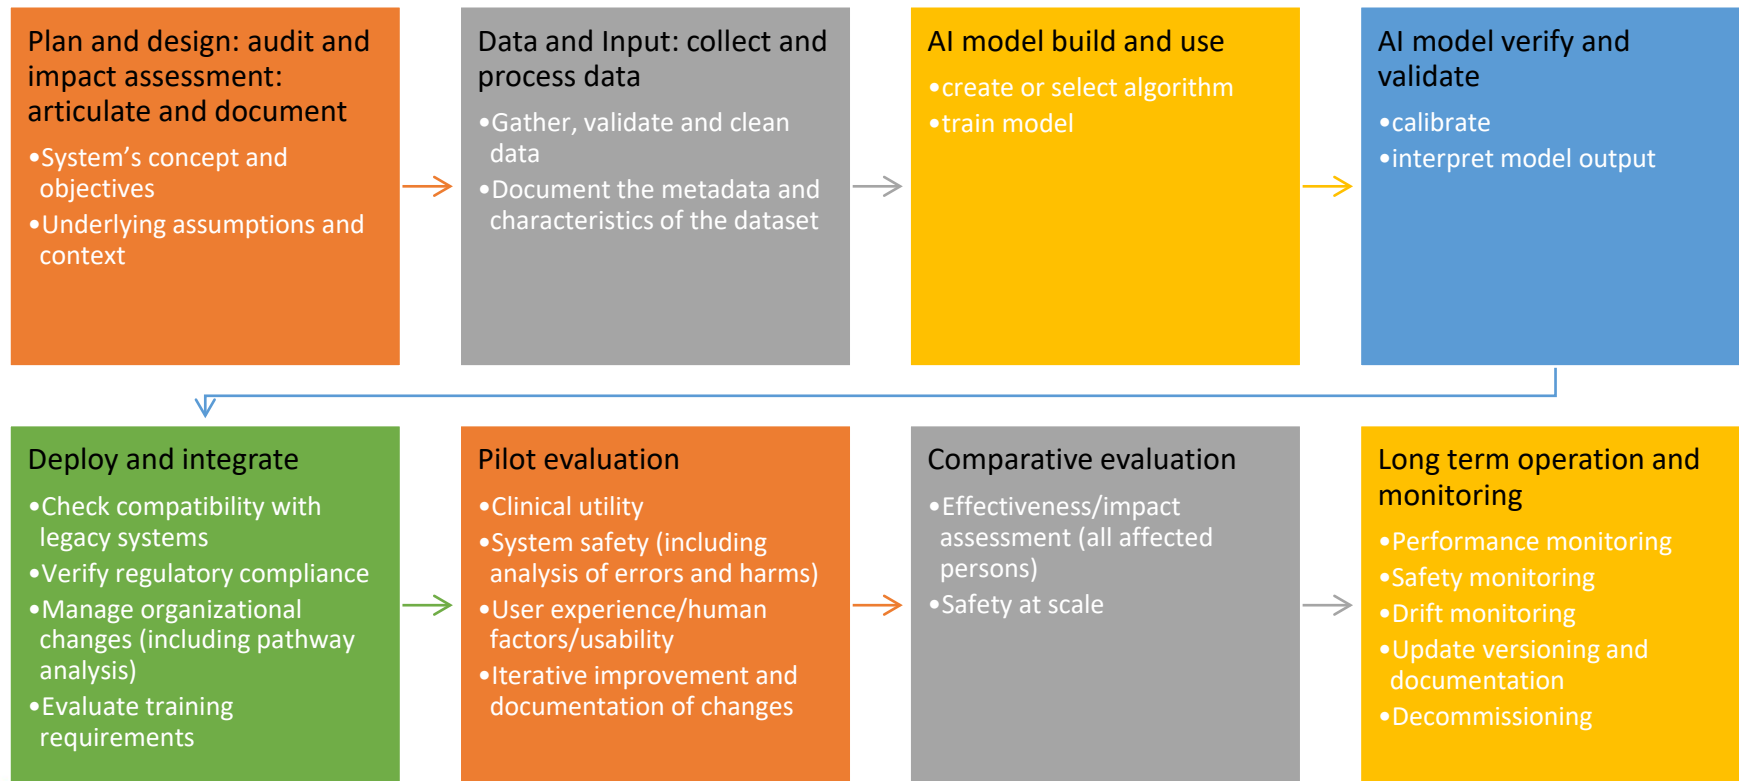 Plan and design: audit and
impact assessment:
articulate and document
•System’s concept and
objectives
•Underlying assumptions and
context
Data and Input: collect and
process data
•Gather, validate and clean
data
•Document the metadata and
characteristics of the dataset
AI model build and use
•create or select algorithm
•train model
AI model verify and
validate
•calibrate
•interpret model output
Deploy and integrate
•Check compatibility with
legacy systems
•Verify regulatory compliance
•Manage organizational
changes (including pathway
analysis)
•Evaluate training
requirements
Pilot evaluation
•Clinical utility
•System safety (including
analysis of errors and harms)
•User experience/human
factors/usability
•Iterative improvement and
documentation of changes
Comparative evaluation
•Effectiveness/impact
assessment (all affected
persons)
•Safety at scale
Long term operation and
monitoring
•Performance monitoring
•Safety monitoring
•Drift monitoring
•Update versioning and
documentation
•Decommissioning